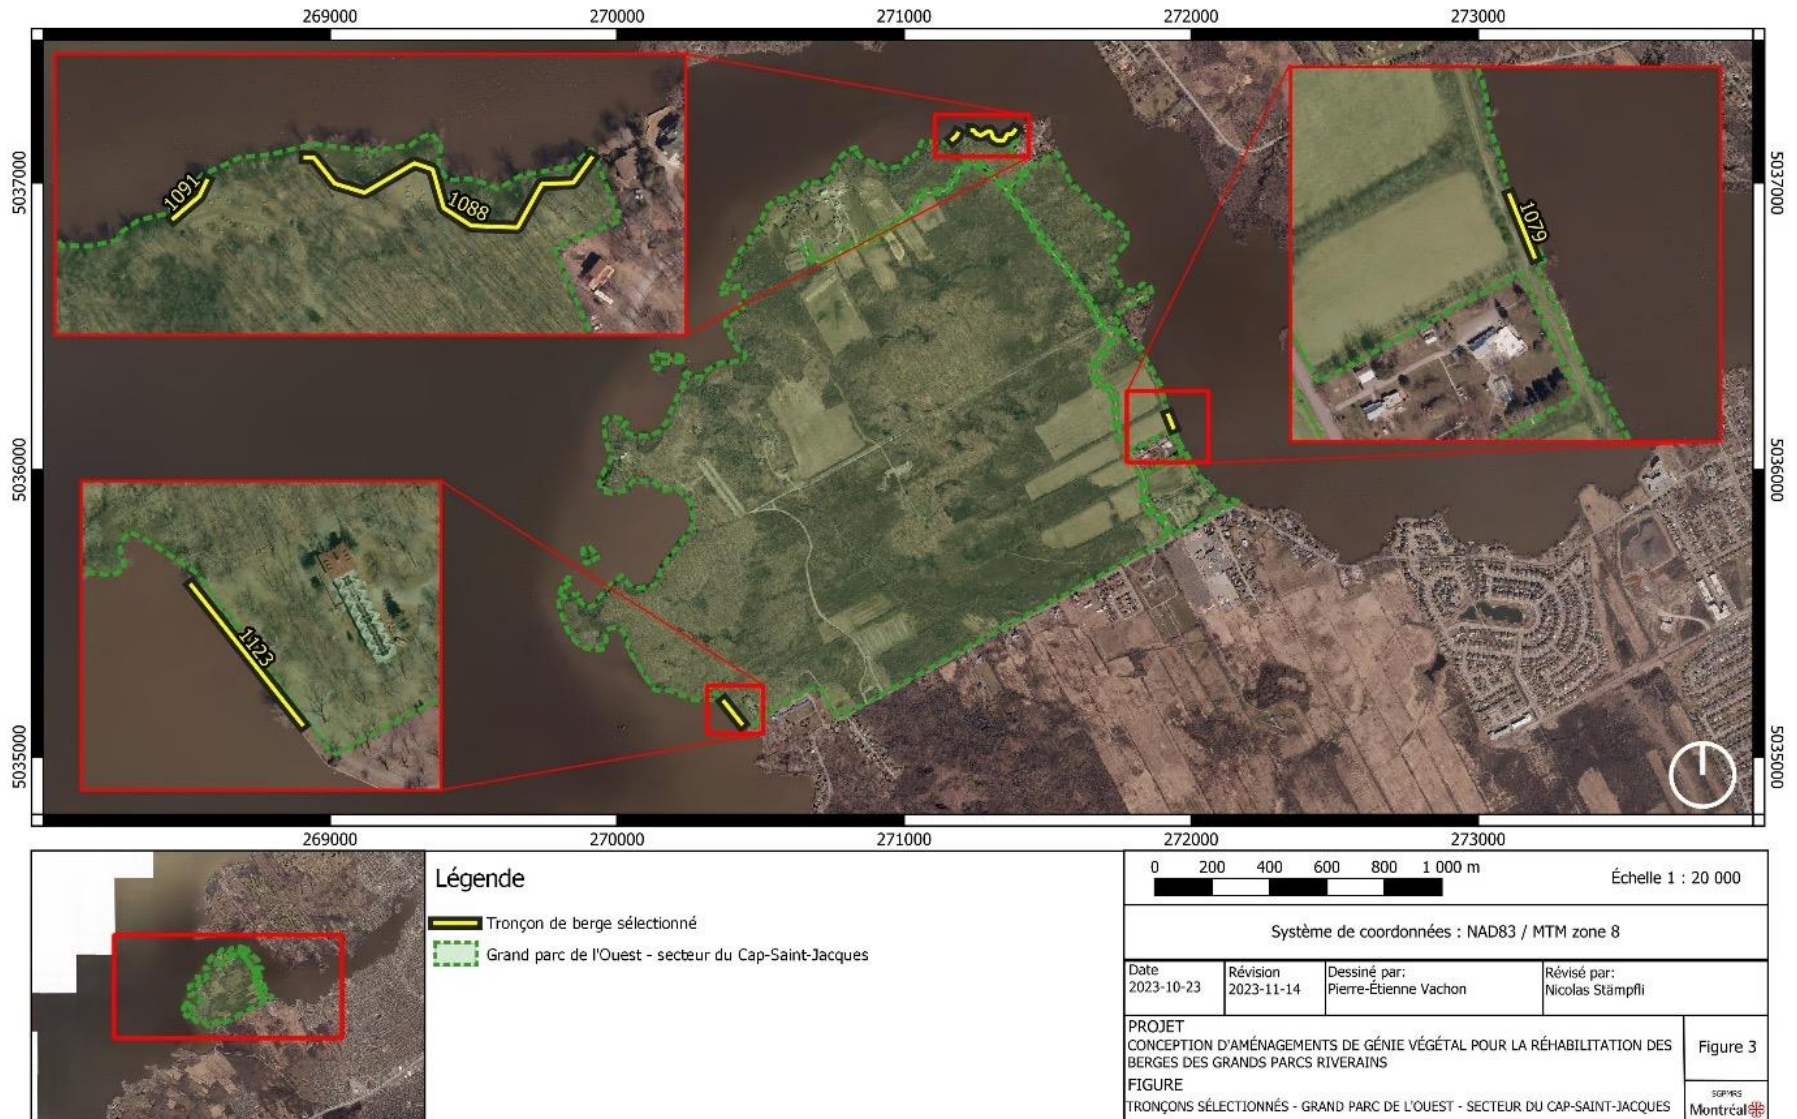 269000
270000
271000
272000
273000
5037000
5036000
5035000
5037000
5036000
5035000
1091
1088
1079
1123
269000
270000
271000
272000
273000
Légende
Tronçon de berge sélectionné
Grand parc de l'Ouest - secteur du Cap-Saint-Jacques
0 200 400 600 800 1 000 m
Échelle 1 : 20 000
Système de coordonnées : NAD83 / MTM zone 8
Date
2023-10-23
Révision
2023-11-14
Dessiné par:
Pierre-Étienne Vachon
Révisé par:
Nicolas Stämpfli
PROJET
CONCEPTION D'AMÉNAGEMENTS DE GÉNIE VÉGÉTAL POUR LA RÉHABILITATION DES
BERGES DES GRANDS PARCS RIVERAINS
FIGURE
TRONÇONS SÉLECTIONNÉS - GRAND PARC DE L'OUEST - SECTEUR DU CAP-SAINT-JACQUES
Figure 3
SGPMRS
Montréal